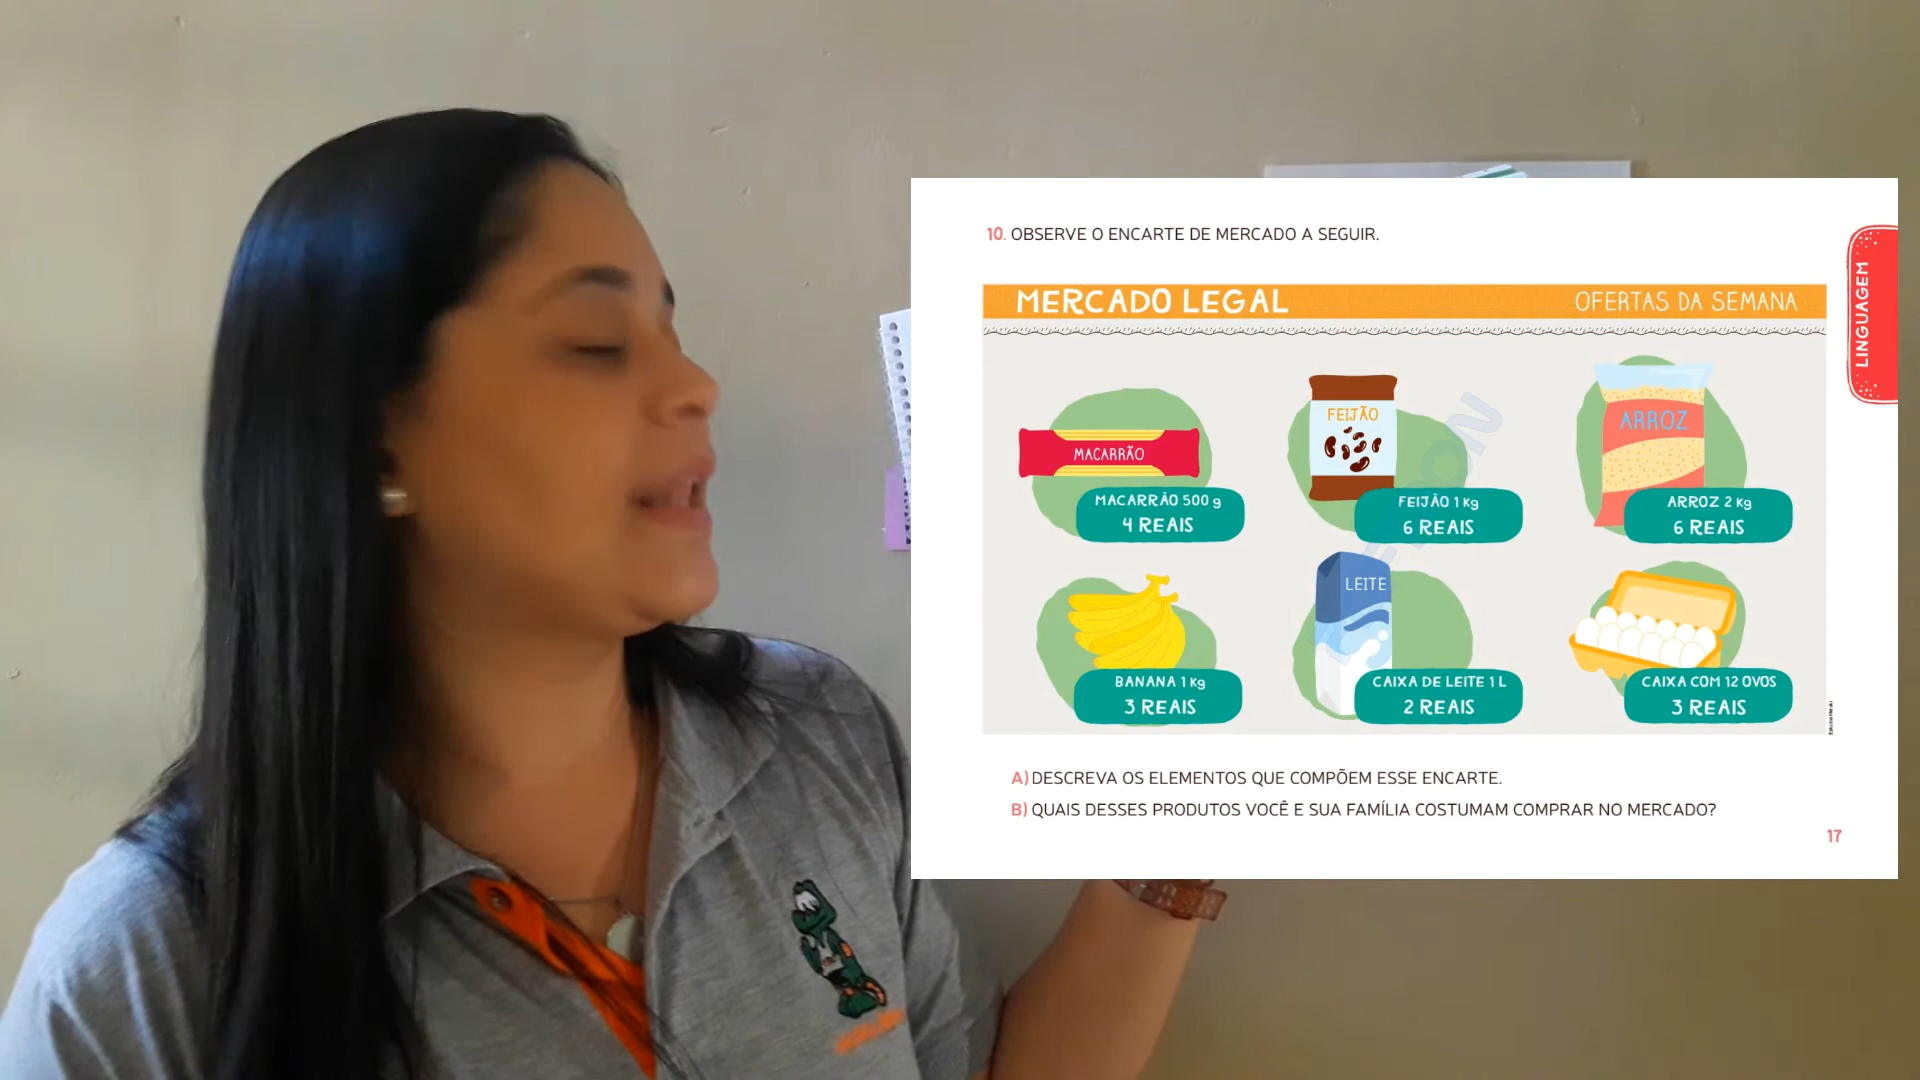 10. OBSERVE O ENCARTE DE MERCADO A SEGUIR.
MERCADO LEGAL
OFERTAS DA SEMANA
LINGUAGEM
MACARRÃO
FEIJÃO
ARROZ
MACARRÃO 500 g
4 REAIS
FEIJÃO 1 Kg
6 REAIS
ARROZ 2 Kg
6 REAIS
LEITE
BANANA 1 Kg
3 REAIS
CAIXA DE LEITE 1 L
2 REAIS
CAIXA COM 12 OVOS
3 REAIS
A) DESCREVA OS ELEMENTOS QUE COMPÕEM ESSE ENCARTE.
B) QUAIS DESSES PRODUTOS VOCÊ E SUA FAMÍLIA COSTUMAM COMPRAR NO MERCADO?
17